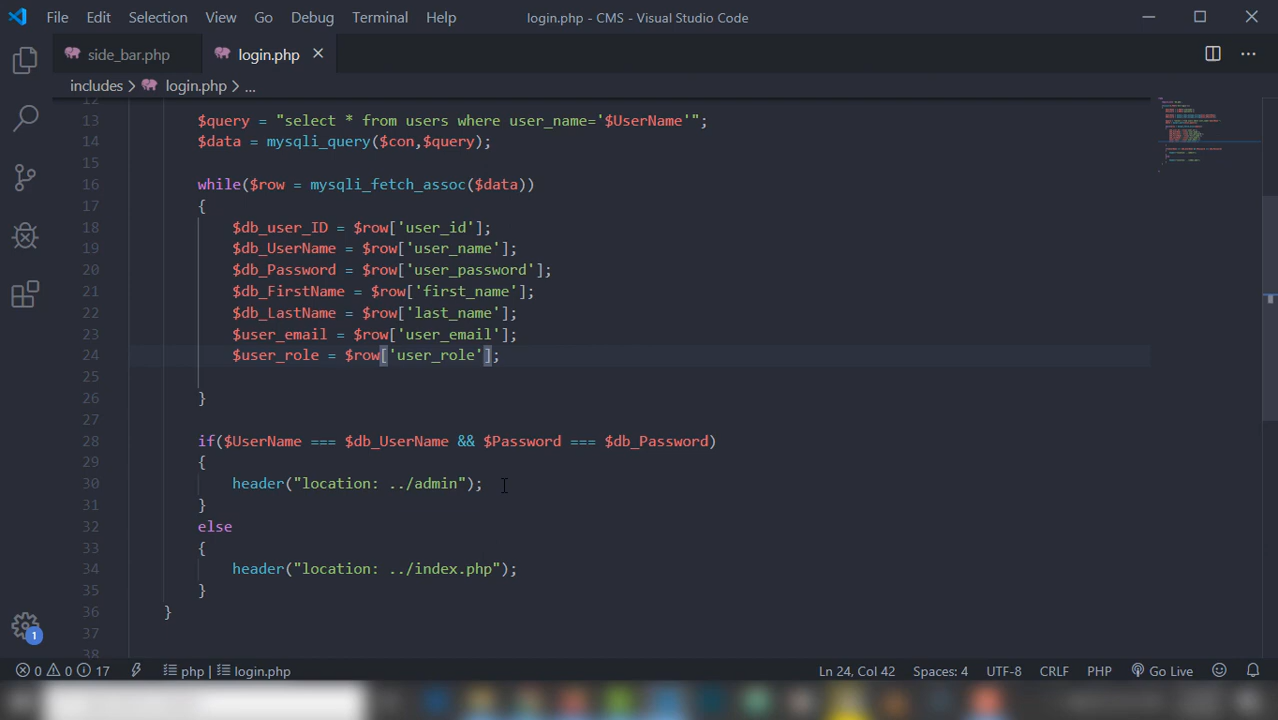 File Edit Selection View Go Debug Terminal Help login.php - CMS - Visual Studio Code
side_bar.php login.php
includes > login.php > ...
12
13 $query = "select * from users where user_name='$UserName'";
14 $data = mysqli_query($con,$query);
15
16 while($row = mysqli_fetch_assoc($data))
17 {
18 $db_user_ID = $row['user_id'];
19 $db_UserName = $row['user_name'];
20 $db_Password = $row['user_password'];
21 $db_FirstName = $row['first_name'];
22 $db_LastName = $row['last_name'];
23 $user_email = $row['user_email'];
24 $user_role = $row['user_role'];
25
26 }
27
28 if($UserName === $db_UserName && $Password === $db_Password)
29 {
30 header("location: ../admin");
31 }
32 else
33 {
34 header("location: ../index.php");
35 }
36 }
37
38
1
0 0 17 php | login.php Ln 24, Col 42 Spaces: 4 UTF-8 CRLF PHP Go Live